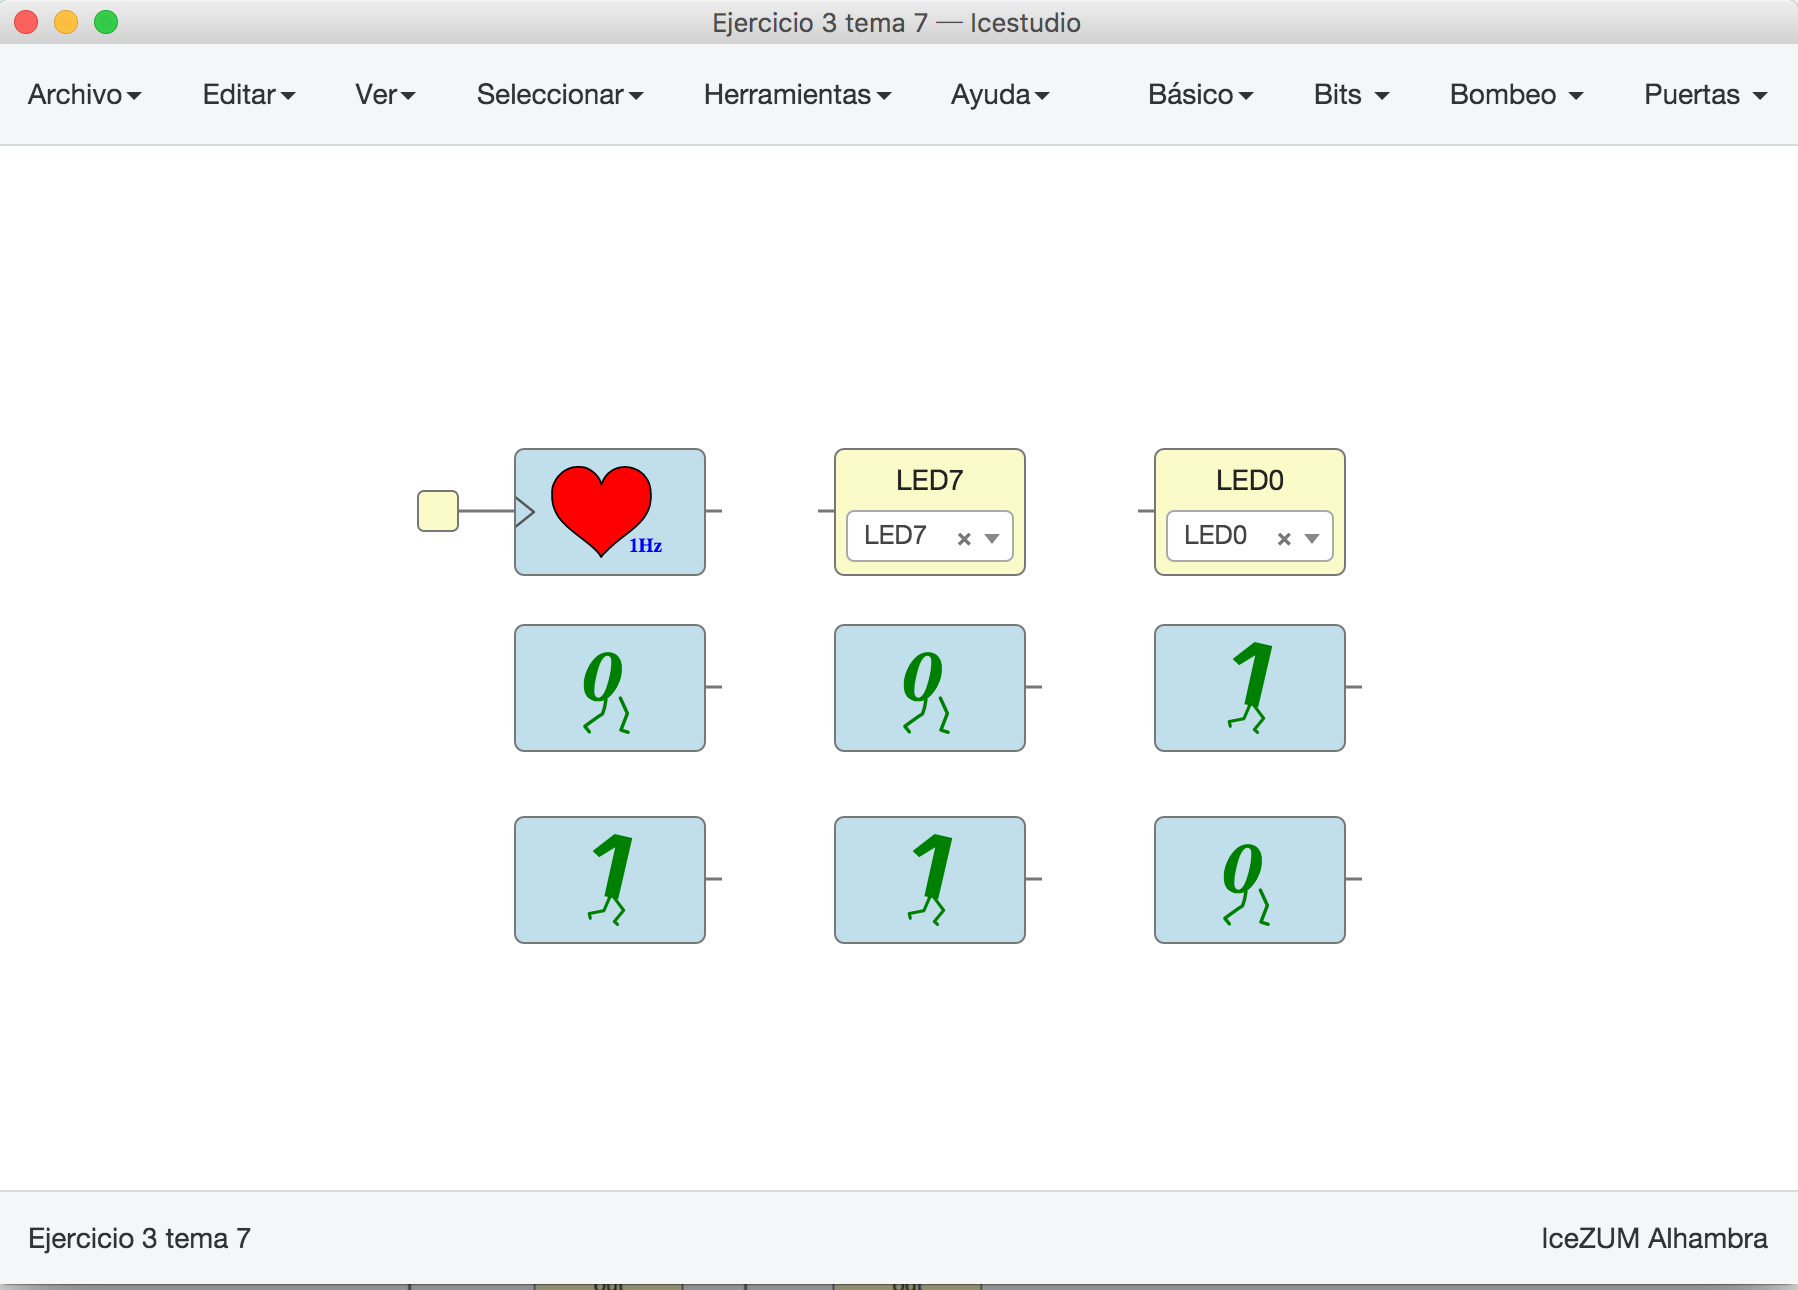 Ejercicio 3 tema 7 — Icestudio
Archivo Editar Ver Seleccionar Herramientas Ayuda Básico Bits Bombeo Puertas
1Hz
LED7 LED0
LED7 LED0
0 0 1
1 1 0
Ejercicio 3 tema 7 IceZUM Alhambra